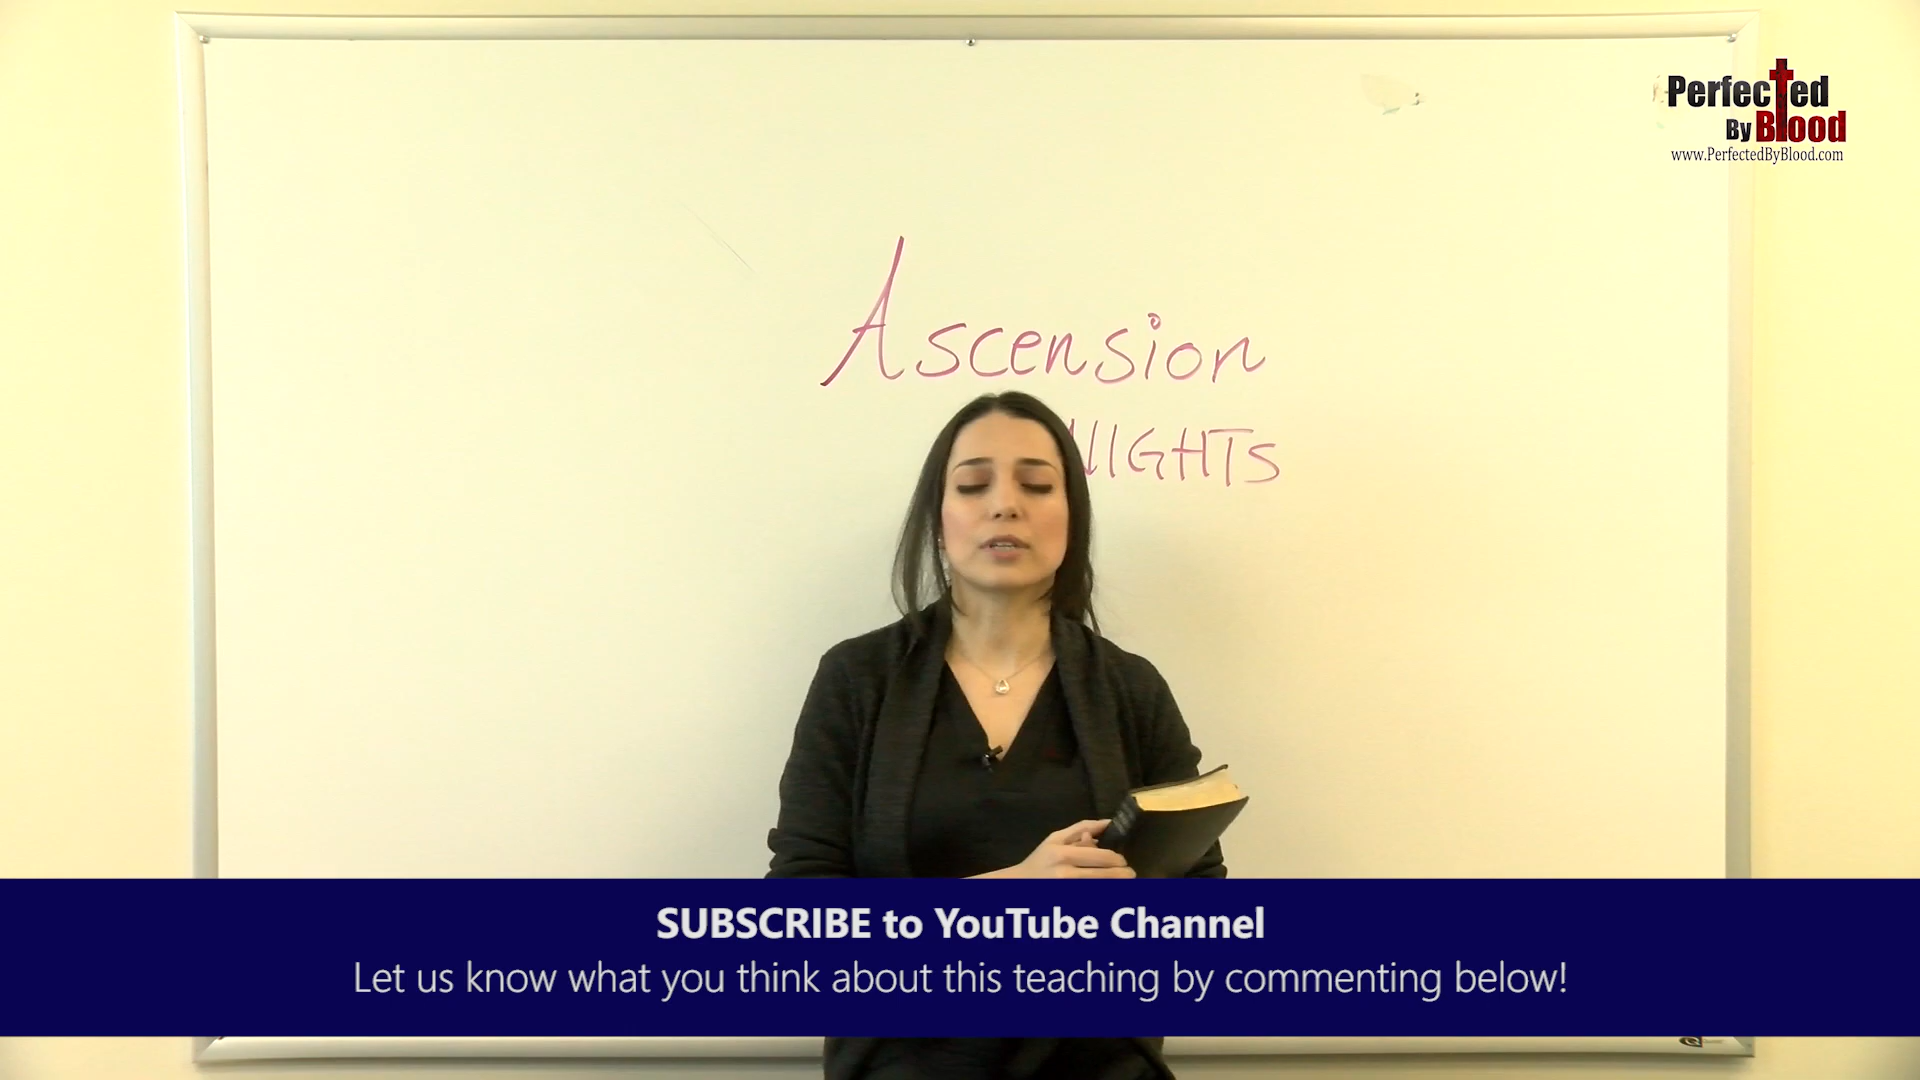 Perfected
By Blood
www.PerfectedByBlood.com
Ascension
NIGHTS
SUBSCRIBE to YouTube Channel
Let us know what you think about this teaching by commenting below!